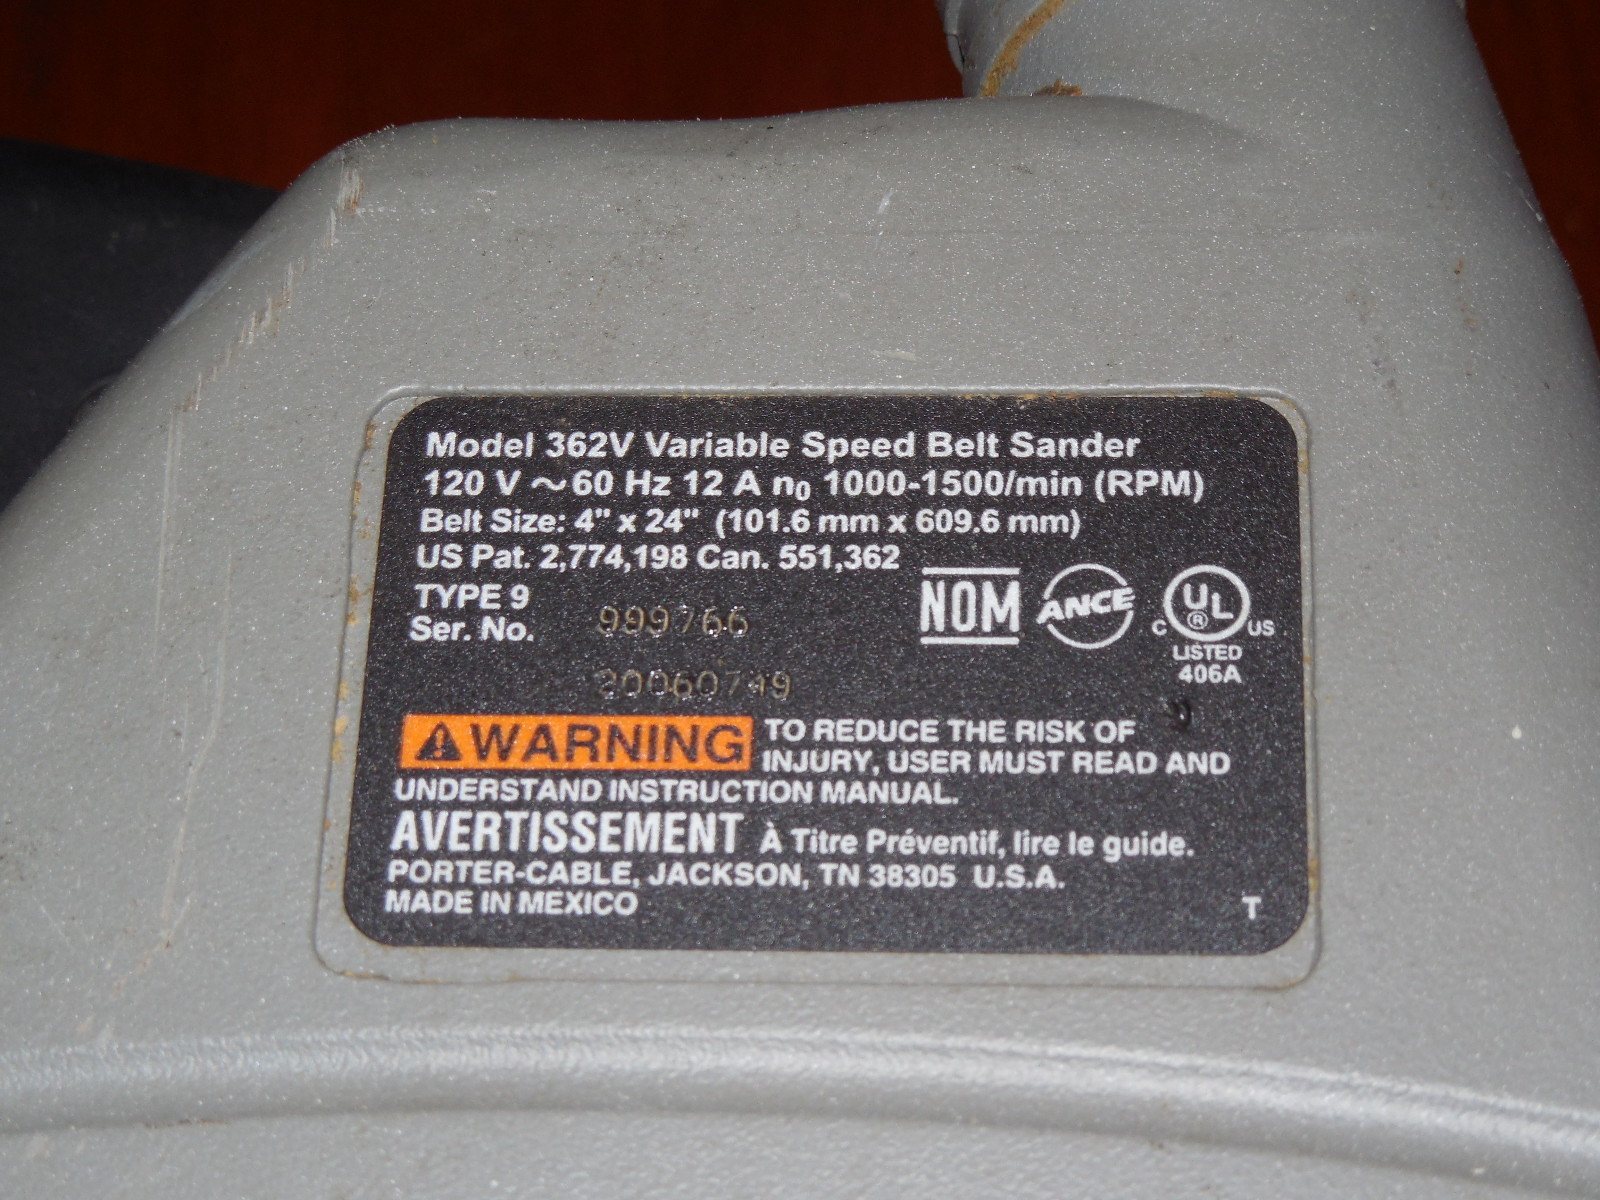 Model 362V Variable Speed Belt Sander
120 V ~60 Hz 12 A n₀ 1000-1500/min (RPM)
Belt Size: 4" x 24" (101.6 mm x 609.6 mm)
US Pat. 2,774,198 Can. 551,362
TYPE 9
Ser. No. 999766
20060719
NOM ANCE C UL ® US
LISTED
406A
WARNING TO REDUCE THE RISK OF
INJURY, USER MUST READ AND
UNDERSTAND INSTRUCTION MANUAL.
AVERTISSEMENT À Titre Préventif, lire le guide.
PORTER-CABLE, JACKSON, TN 38305 U.S.A.
MADE IN MEXICO T